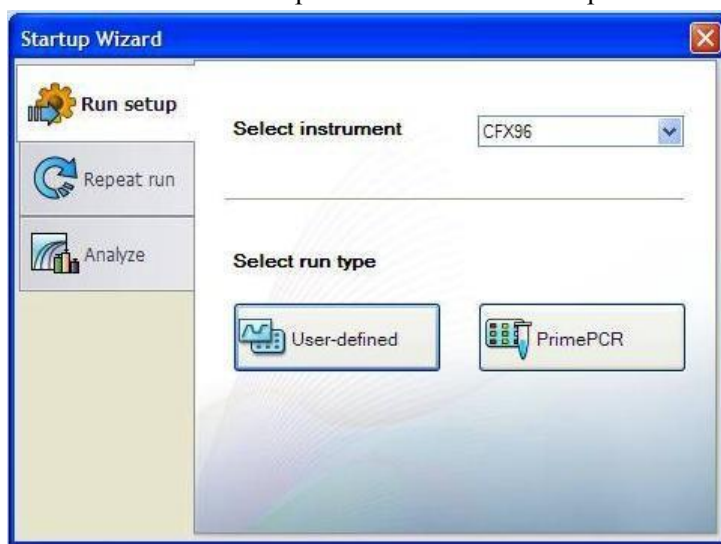 Startup Wizard
Run setup
Repeat run
Analyze
Select instrument
CFX96
Select run type
User-defined
PrimePCR